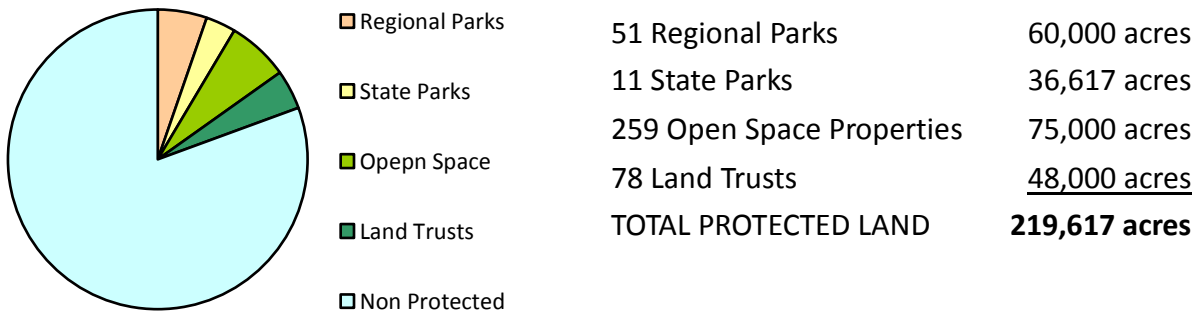 Regional Parks
State Parks
Opepn Space
Land Trusts
Non Protected
51 Regional Parks 60,000 acres
11 State Parks 36,617 acres
259 Open Space Properties 75,000 acres
78 Land Trusts 48,000 acres
TOTAL PROTECTED LAND 219,617 acres